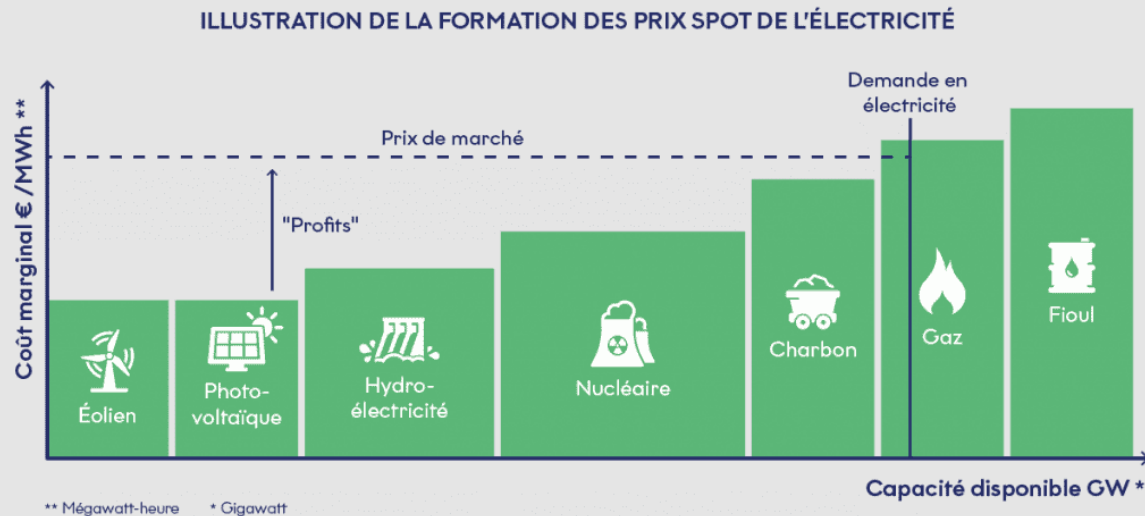 ILLUSTRATION DE LA FORMATION DES PRIX SPOT DE L'ÉLECTRICITÉ
Coût marginal € /MWh **
Demande en
électricité
Prix de marché
"Profits"
Éolien
Photo-
voltaïque
Hydro-
électricité
Nucléaire
Charbon
Gaz
Fioul
Capacité disponible GW *
** Mégawatt-heure * Gigawatt